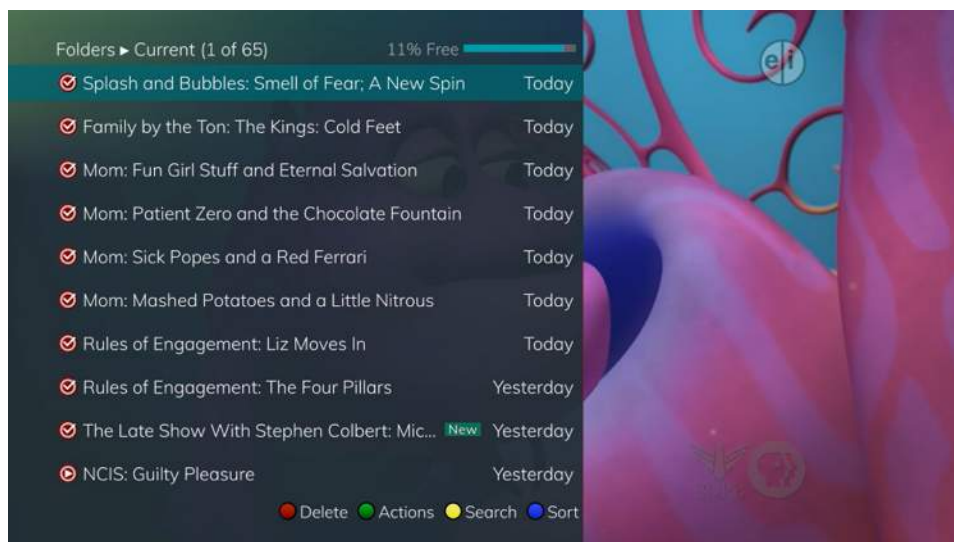 Folders ▸ Current (1 of 65) 11% Free
Splash and Bubbles: Smell of Fear; A New Spin Today
Family by the Ton: The Kings: Cold Feet Today
Mom: Fun Girl Stuff and Eternal Salvation Today
Mom: Patient Zero and the Chocolate Fountain Today
Mom: Sick Popes and a Red Ferrari Today
Mom: Mashed Potatoes and a Little Nitrous Today
Rules of Engagement: Liz Moves In Today
Rules of Engagement: The Four Pillars Yesterday
The Late Show With Stephen Colbert: Mic... New Yesterday
NCIS: Guilty Pleasure Yesterday
Delete Actions Search Sort
e/i